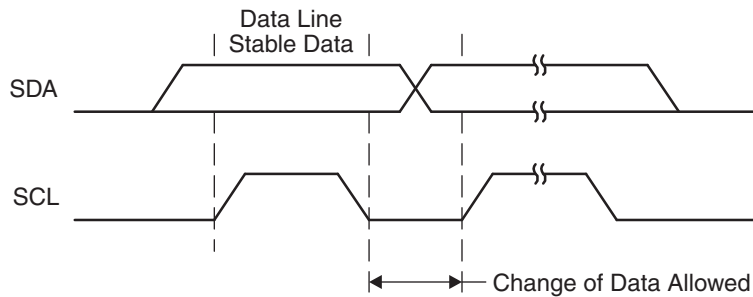 Data Line
Stable Data
SDA
SCL
Change of Data Allowed